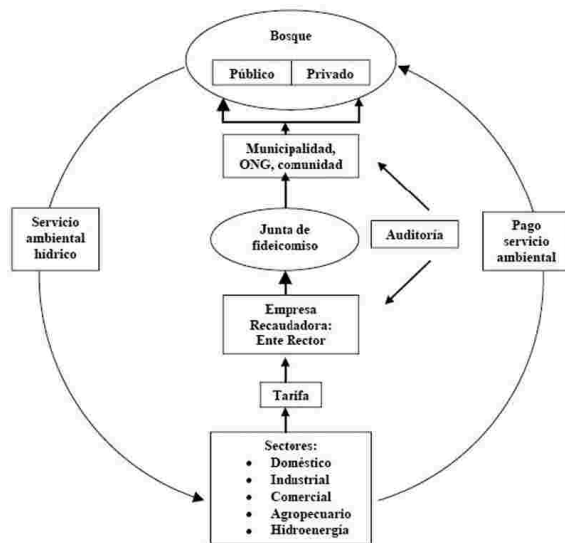 Bosque
Público
Privado
Municipalidad,
ONG, comunidad
Servicio
ambiental
hídrico
Junta de
fideicomiso
Auditoría
Pago
servicio
ambiental
Empresa
Recaudadora:
Ente Rector
Tarifa
Sectores:
• Doméstico
• Industrial
• Comercial
• Agropecuario
• Hidroenergía